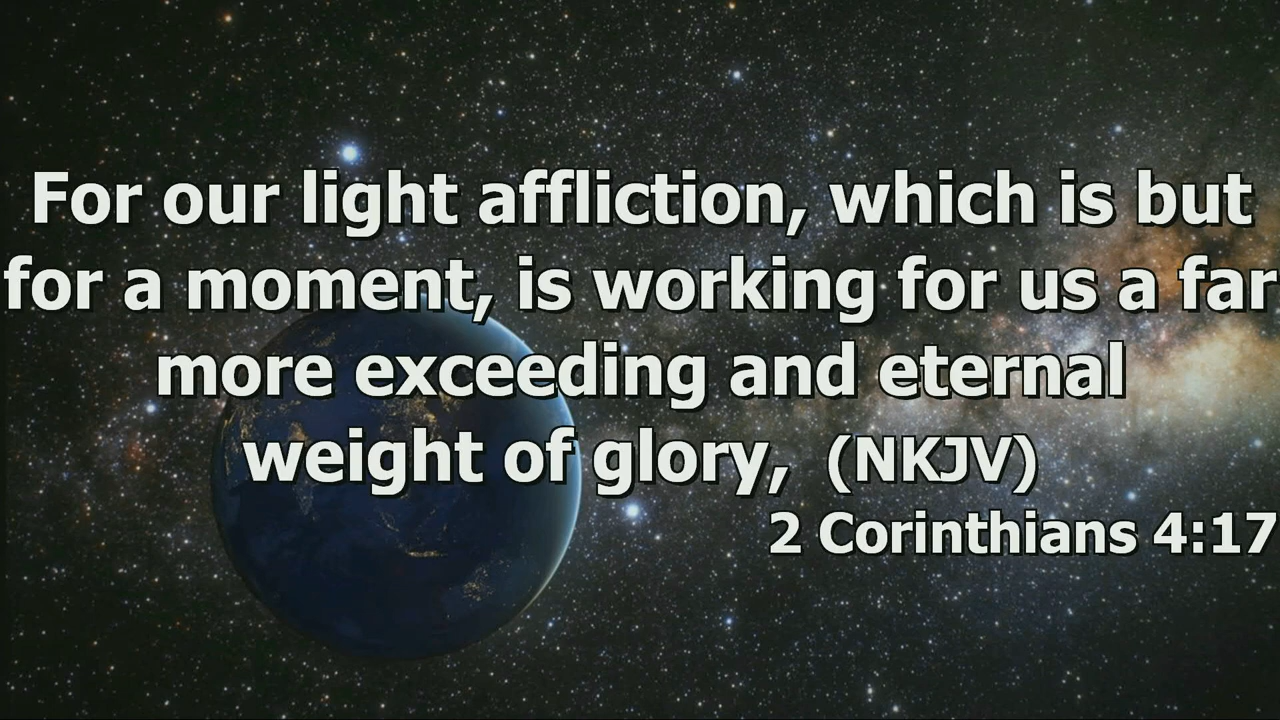 For our light affliction, which is but
for a moment, is working for us a far
more exceeding and eternal
weight of glory, (NKJV)
2 Corinthians 4:17